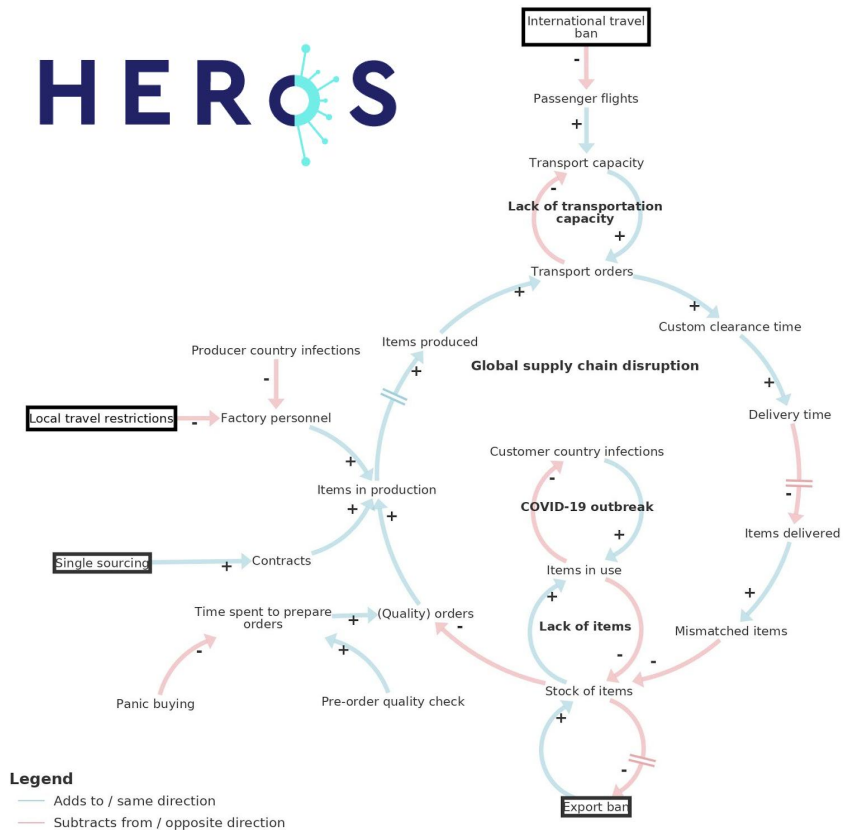 International travel
ban
HEROS
-
Passenger flights
+
Transport capacity
-
Lack of transportation
capacity
+
Transport orders
+
+
Custom clearance time
Items produced
Producer country infections
+
Global supply chain disruption
+
-
Local travel restrictions
-
Factory personnel
Delivery time
Customer country infections
+
-
Items in production
-
+
+
COVID-19 outbreak
+
Items delivered
Single sourcing
+
Contracts
Items in use
+
+
Time spent to prepare
orders
+
(Quality) orders
-
Lack of items
Mismatched items
-
+
-
-
Stock of items
Panic buying
Pre-order quality check
+
-
Legend
Adds to / same direction
Export ban
Subtracts from / opposite direction